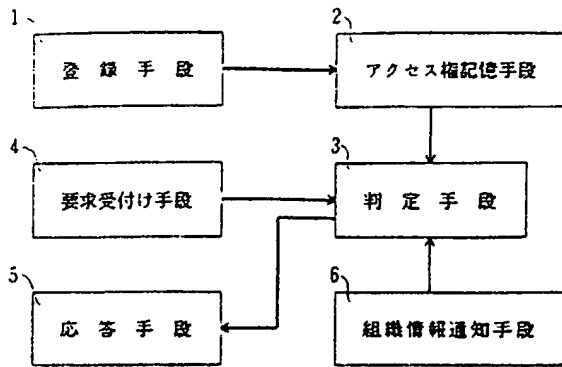 1
登録手段
2
アクセス権記憶手段
4
要求受付け手段
3
判定手段
5
応答手段
6
組織情報通知手段